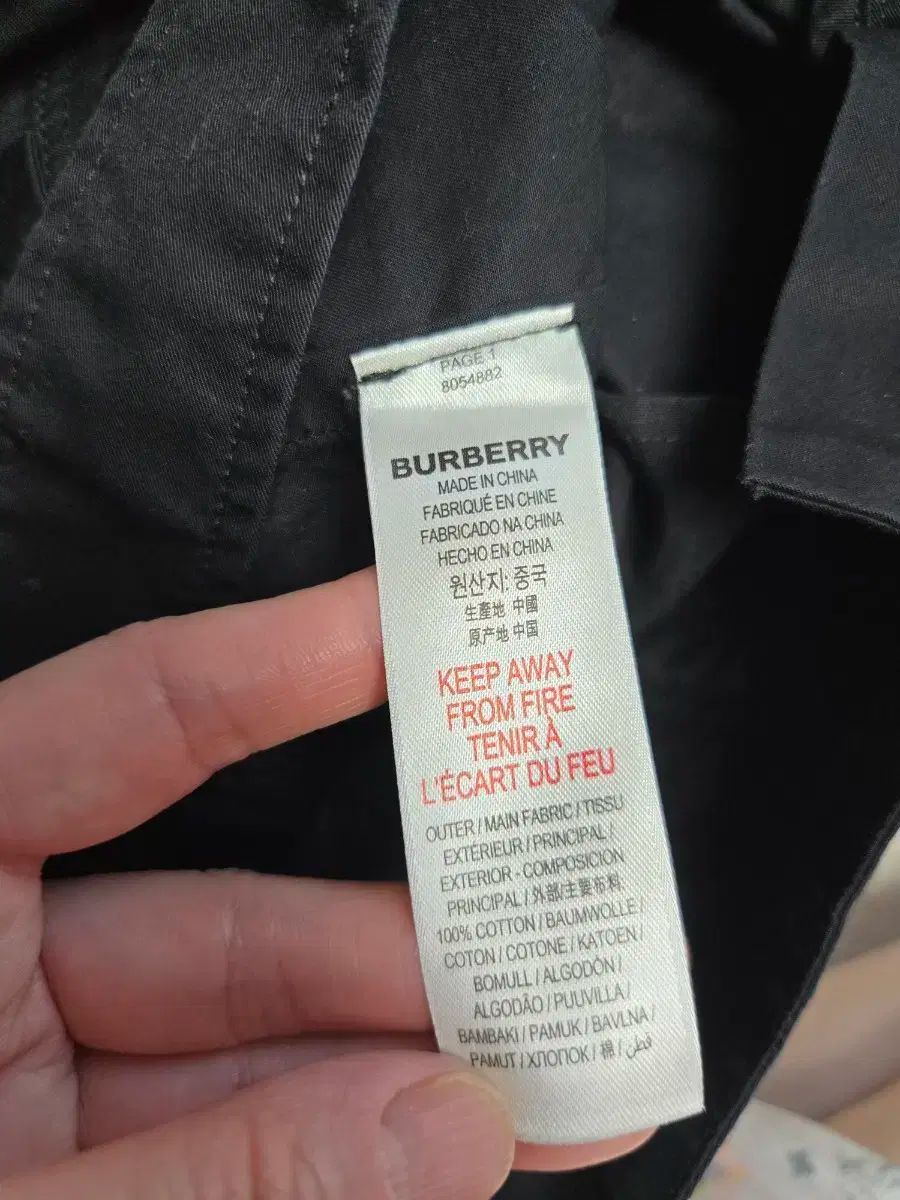 PAGE 1
8054882
BURBERRY
MADE IN CHINA
FABRIQUÉ EN CHINE
FABRICADO NA CHINA
HECHO EN CHINA
원산지: 중국
生產地 中國
原产地 中国
KEEP AWAY
FROM FIRE
TENIR À
L'ÉCART DU FEU
OUTER / MAIN FABRIC / TISSU
EXTÉRIEUR / PRINCIPAL /
EXTERIOR - COMPOSICION
PRINCIPAL / 外部/主要布料
100% COTTON / BAUMWOLLE /
COTON / COTONE / KATOEN /
BOMULL / ALGODÓN /
ALGODÃO / PUUVILLA /
BAMBAKI / PAMUK / BAVLNA /
PAMUT / ХЛОПОК / 棉 / قطن